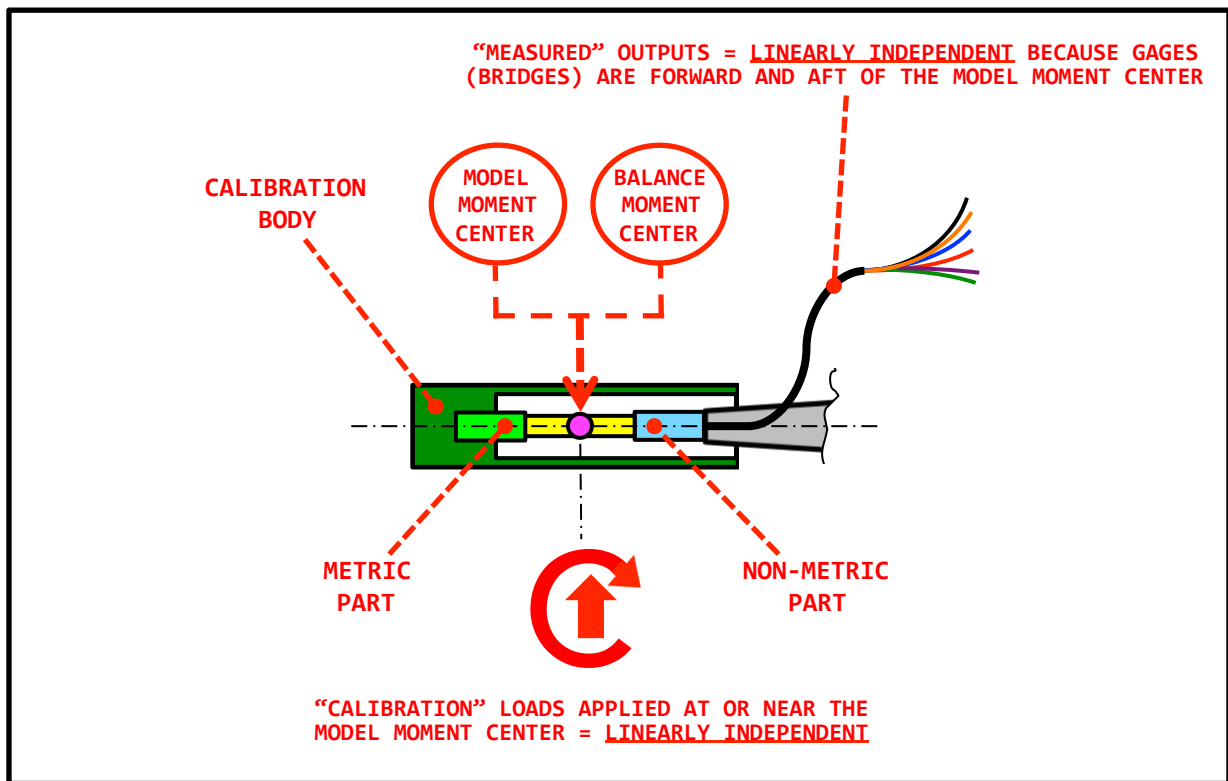 “MEASURED” OUTPUTS = LINEARLY INDEPENDENT BECAUSE GAGES
(BRIDGES) ARE FORWARD AND AFT OF THE MODEL MOMENT CENTER
CALIBRATION
BODY
MODEL
MOMENT
CENTER
BALANCE
MOMENT
CENTER
METRIC
PART
NON-METRIC
PART
“CALIBRATION” LOADS APPLIED AT OR NEAR THE
MODEL MOMENT CENTER = LINEARLY INDEPENDENT